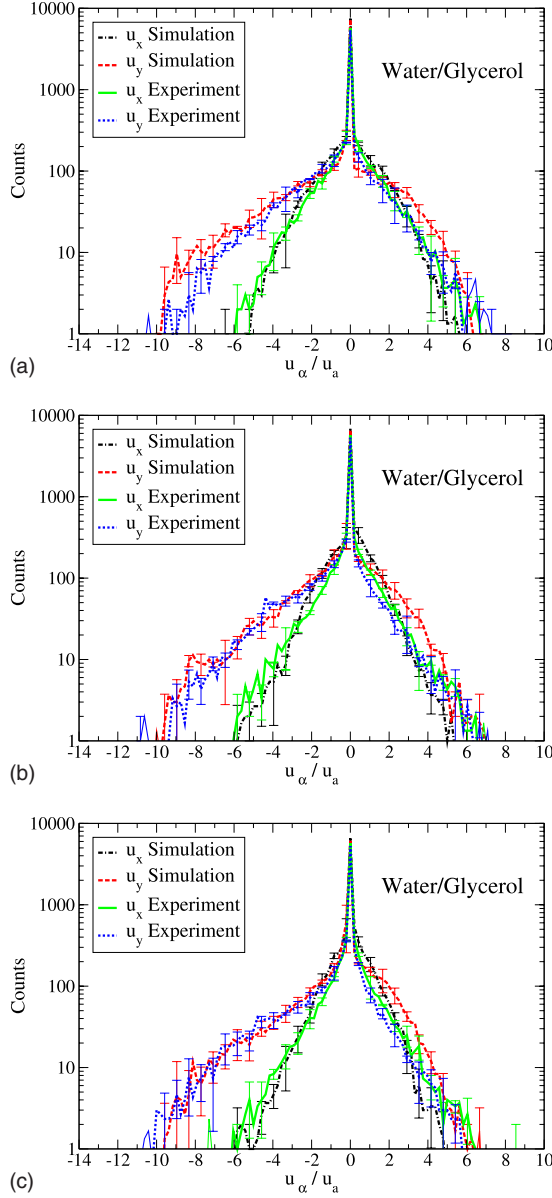 10000
u_x Simulation
u_y Simulation
u_x Experiment
u_y Experiment
Water/Glycerol
1000
Counts
100
10
1
-14 -12 -10 -8 -6 -4 -2 0 2 4 6 8 10
(a)
u_α / u_a
10000
u_x Simulation
u_y Simulation
u_x Experiment
u_y Experiment
Water/Glycerol
1000
Counts
100
10
1
-14 -12 -10 -8 -6 -4 -2 0 2 4 6 8 10
(b)
u_α / u_a
10000
u_x Simulation
u_y Simulation
u_x Experiment
u_y Experiment
Water/Glycerol
1000
Counts
100
10
1
-14 -12 -10 -8 -6 -4 -2 0 2 4 6 8 10
(c)
u_α / u_a